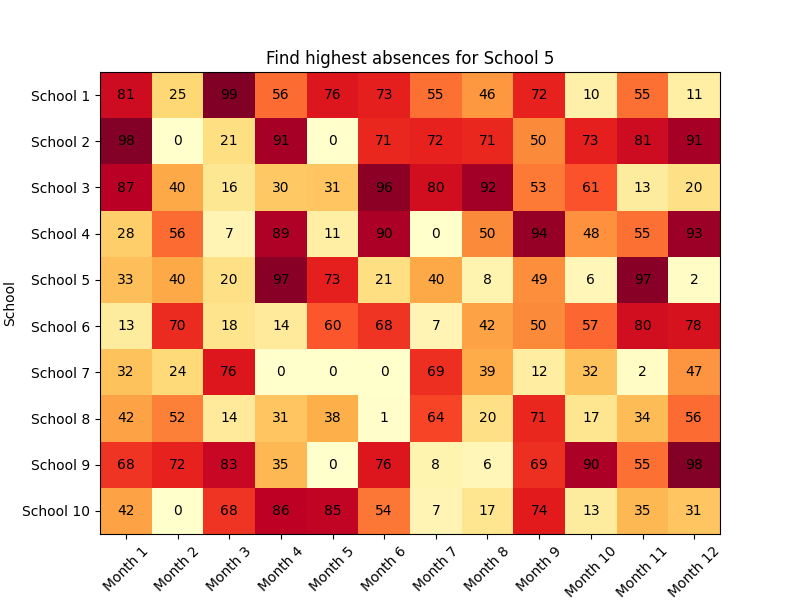 Find highest absences for School 5
School
School 1 81 25 99 56 76 73 55 46 72 10 55 11
School 2 98 0 21 91 0 71 72 71 50 73 81 91
School 3 87 40 16 30 31 96 80 92 53 61 13 20
School 4 28 56 7 89 11 90 0 50 94 48 55 93
School 5 33 40 20 97 73 21 40 8 49 6 97 2
School 6 13 70 18 14 60 68 7 42 50 57 80 78
School 7 32 24 76 0 0 0 69 39 12 32 2 47
School 8 42 52 14 31 38 1 64 20 71 17 34 56
School 9 68 72 83 35 0 76 8 6 69 90 55 98
School 10 42 0 68 86 85 54 7 17 74 13 35 31
Month 1 Month 2 Month 3 Month 4 Month 5 Month 6 Month 7 Month 8 Month 9 Month 10 Month 11 Month 12